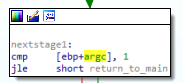 nextstage1:
cmp [ebp+argc], 1
jle short return_to_main